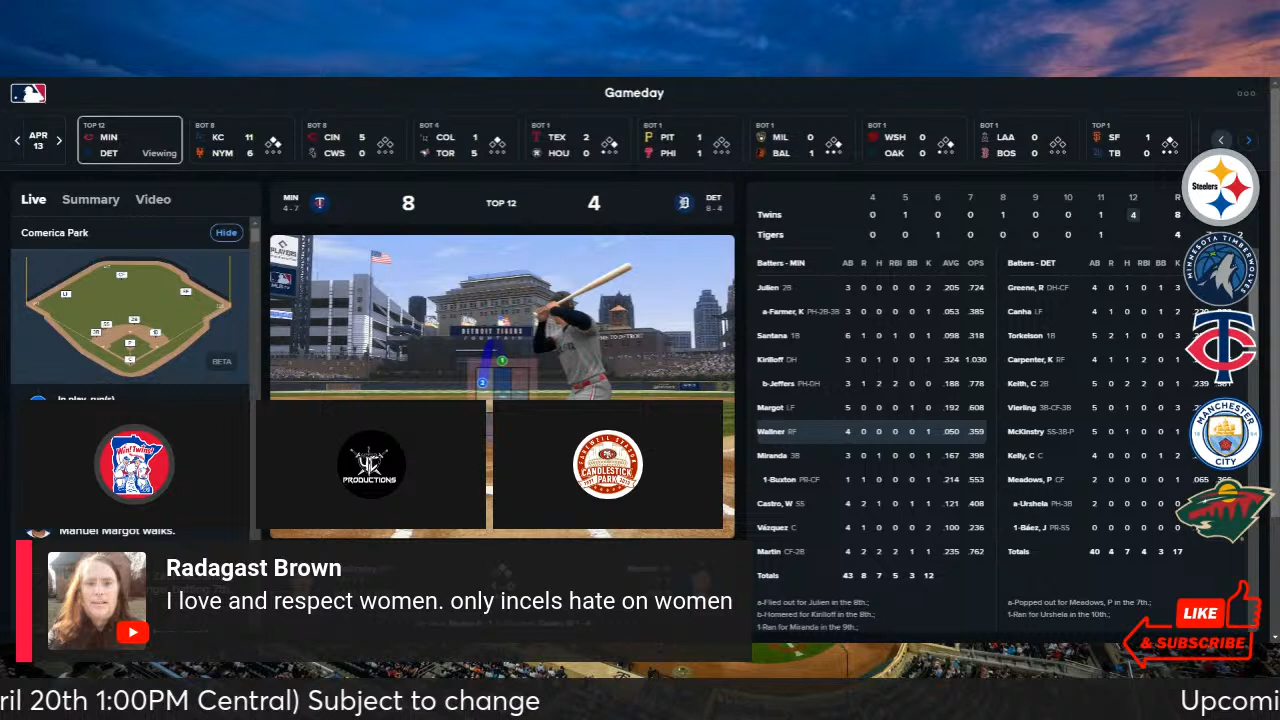 Gameday
APR
13
TOP 12
MIN
DET
Viewing
BOT 8
KC 11
NYM 6
BOT 8
CIN 5
CWS 0
BOT 4
COL 1
TOR 5
BOT 1
TEX 2
HOU 0
BOT 1
PIT 1
PHI 1
BOT 1
MIL 0
BAL 1
BOT 1
WSH 0
OAK 0
BOT 1
LAA 0
BOS 0
TOP 1
SF 1
TB 0
Live Summary Video
Comerica Park
Hide
BETA
In play, run(s)
Manuel Margot walks.
MIN
4-7
8
TOP 12
4
DET
8-4
DETROIT TIGERS
PLAYERS
4 5 6 7 8 9 10 11 12 R
Twins 0 1 0 0 1 0 0 1 4 8
Tigers 0 0 1 0 0 0 0 1 4
Batters - MIN AB R H RBI BB K AVG OPS
Julien 2B 3 0 0 0 0 2 .205 .724
a-Farmer, K PH-2B-3B 3 0 0 0 0 1 .053 .385
Santana 1B 6 1 0 1 0 1 .098 .318
Kirilloff DH 3 0 1 0 0 1 .324 1.030
b-Jeffers PH-DH 3 1 2 2 0 0 .188 .778
Margot LF 5 0 0 0 1 0 .192 .608
Wallner RF 4 0 0 0 0 1 .050 .359
Miranda 3B 3 0 1 0 0 1 .167 .398
1-Buxton PR-CF 1 1 0 0 0 1 .214 .553
Castro, W SS 4 2 1 0 1 1 .121 .408
Vázquez C 4 1 0 0 0 2 .100 .236
Martin CF-2B 4 2 2 2 1 1 .235 .762
Totals 43 8 7 5 3 12
a-Flied out for Julien in the 8th.;
b-Homered for Kirilloff in the 8th.;
1-Ran for Miranda in the 9th.;
Batters - DET AB R H RBI BB K
Greene, R DH-CF 4 0 1 0 1 3
Canha LF 4 1 0 0 1 2
Torkelson 1B 5 2 1 0 0 1
Carpenter, K RF 4 1 1 2 0 1
Keith, C 2B 5 0 2 2 0 1 .239
Vierling 3B-CF-3B 5 0 1 0 0 3
McKinstry SS-3B-P 5 0 1 0 0 1
Kelly, C C 4 0 0 0 1 2
Meadows, P CF 2 0 0 0 0 1 .065
a-Urshela PH-3B 2 0 0 0 0
1-Báez, J PR-SS 0 0 0 0 0 0
Totals 40 4 7 4 3 17
a-Popped out for Meadows, P in the 7th.;
1-Ran for Urshela in the 10th.;
Steelers
MINNESOTA TIMBERWOLVES
TC
MANCHESTER
CITY
Win! Twins!
YK
PRODUCTIONS
FAREWELL SEASON
CANDLESTICK
PARK
Radagast Brown
I love and respect women. only incels hate on women
LIKE
& SUBSCRIBE
ril 20th 1:00PM Central) Subject to change
Upcomi